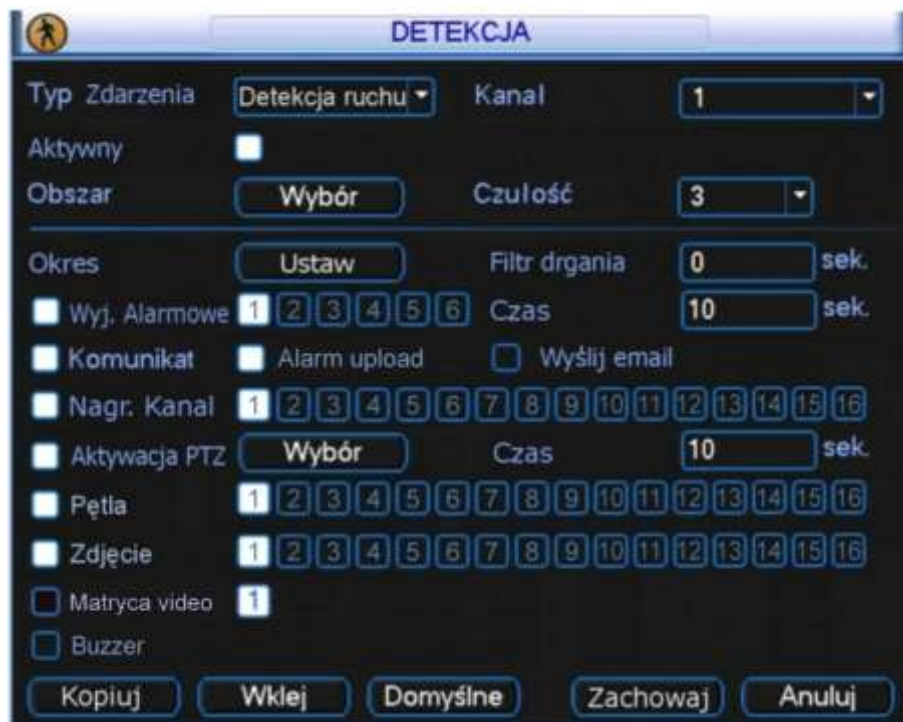 DETEKCJA
Typ Zdarzenia Detekcja ruchu Kanal 1
Aktywny
Obszar Wybór Czułość 3
Okres Ustaw Filtr drgania 0 sek.
Wyj. Alarmowe 1 2 3 4 5 6 Czas 10 sek.
Komunikat Alarm upload Wyślij email
Nagr. Kanal 1 2 3 4 5 6 7 8 9 10 11 12 13 14 15 16
Aktywacja PTZ Wybór Czas 10 sek.
Pętla 1 2 3 4 5 6 7 8 9 10 11 12 13 14 15 16
Zdjęcie 1 2 3 4 5 6 7 8 9 10 11 12 13 14 15 16
Matryca video 1
Buzzer
Kopiuj Wklej Domyślne Zachowaj Anuluj